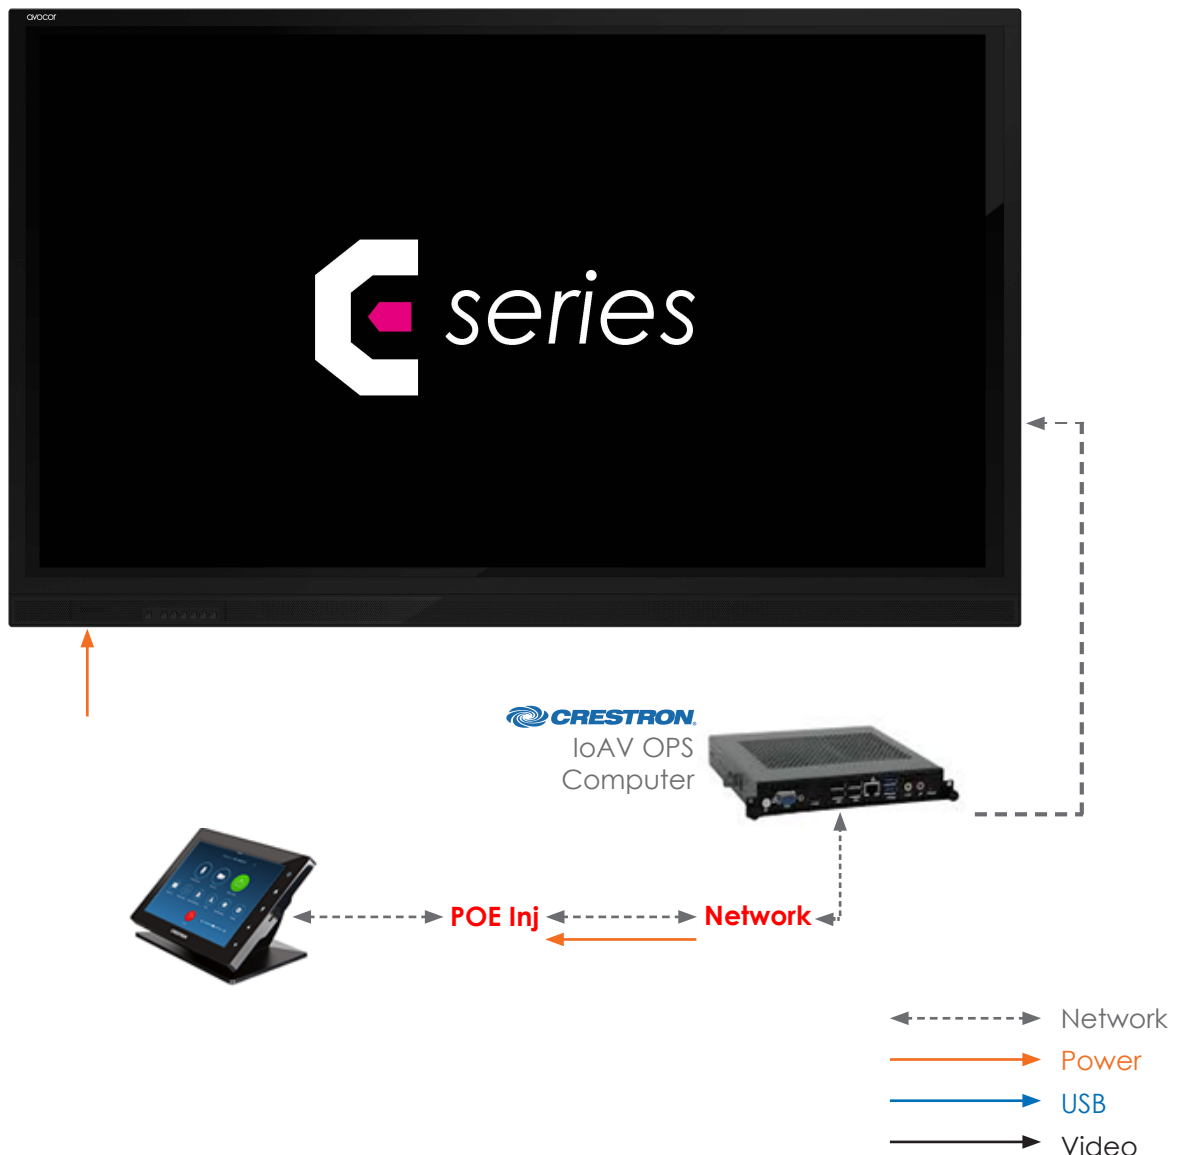 avocor
series
CRESTRON.
IoAV OPS
Computer
POE Inj
Network
Network
Power
USB
Video